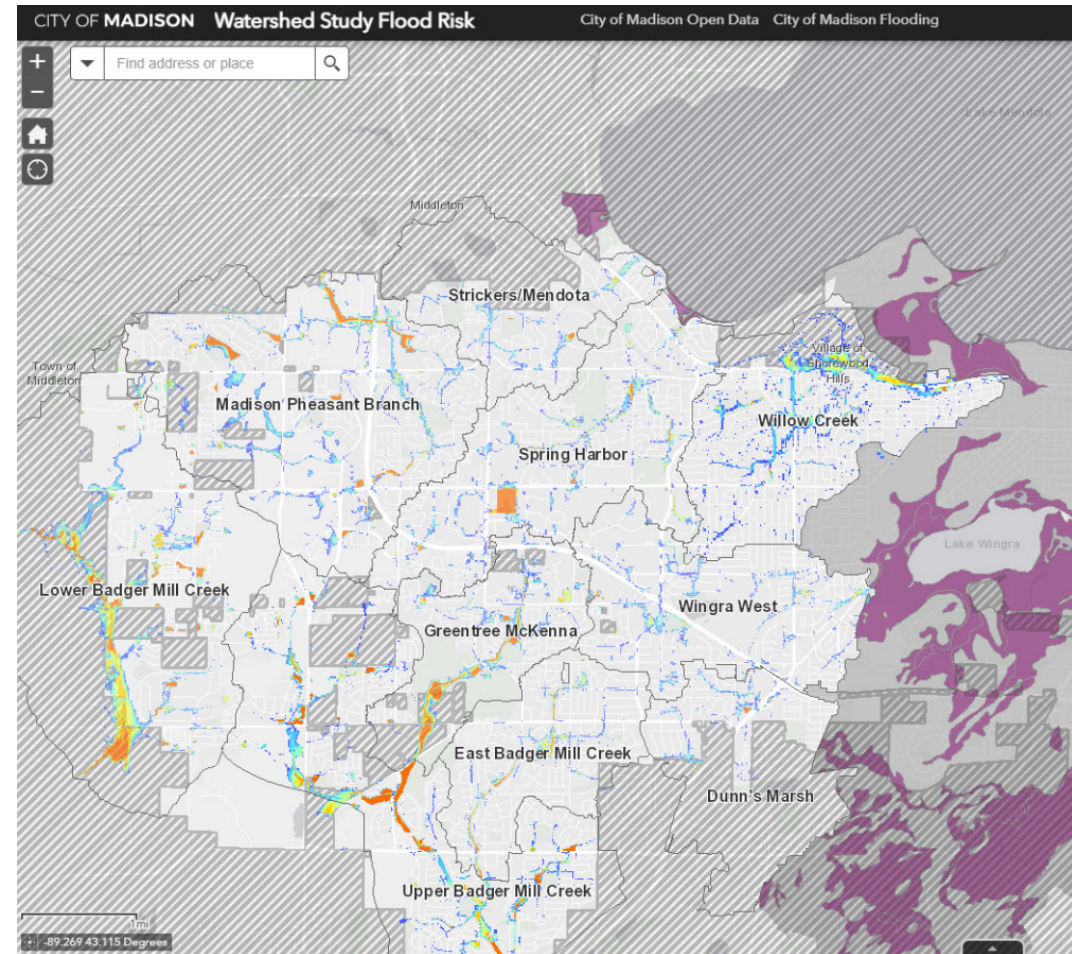 CITY OF MADISON Watershed Study Flood Risk City of Madison Open Data City of Madison Flooding
+
Find address or place
−
Lake Mendota
Middleton
Strickers/Mendota
Village of
Shorewood
Hills
Town of
Middleton
Madison Pheasant Branch
Willow Creek
Spring Harbor
Lake Wingra
Lower Badger Mill Creek
Wingra West
Greentree McKenna
East Badger Mill Creek
Dunn's Marsh
Upper Badger Mill Creek
1mi
-89.269 43.115 Degrees